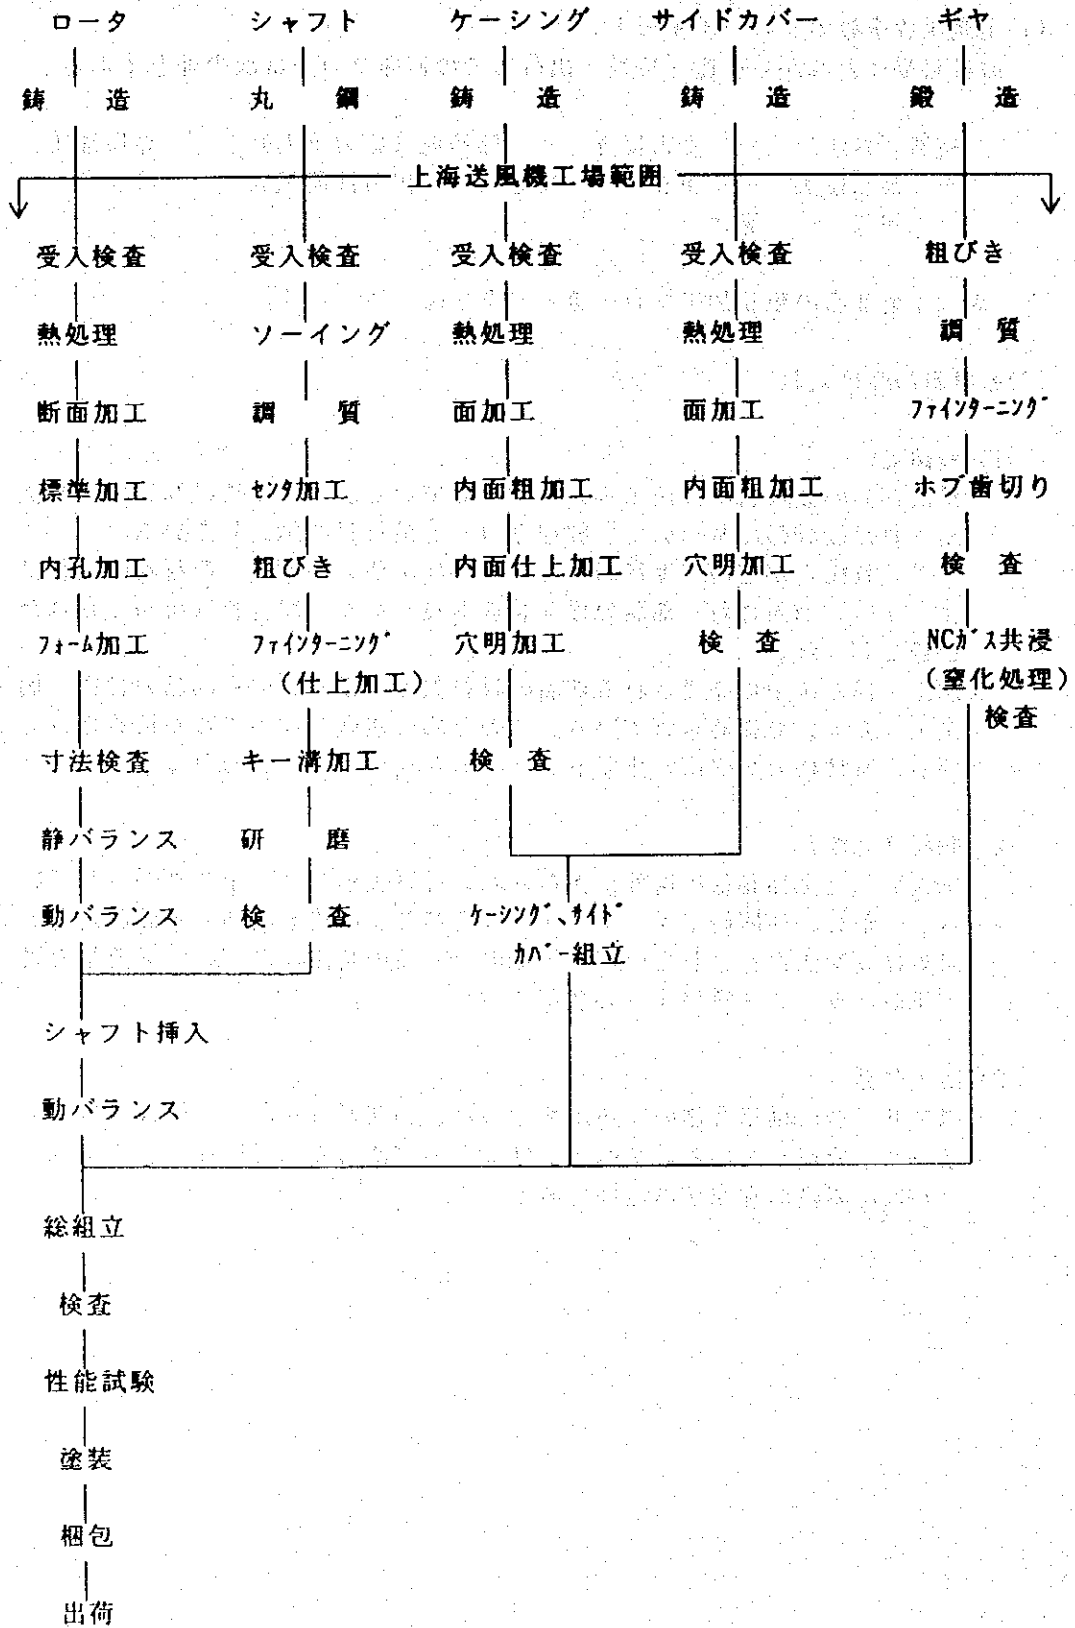 ロータ シャフト ケーシング サイドカバー ギヤ
鋳 造 丸 鋼 鋳 造 鋳 造 鍛 造
上海送風機工場範囲
受入検査 受入検査 受入検査 受入検査 粗びき
熱処理 ソーイング 熱処理 熱処理 調 質
断面加工 調 質 面加工 面加工 ファインターニング
標準加工 センタ加工 内面粗加工 内面粗加工 ホブ歯切り
内孔加工 粗びき 内面仕上加工 穴明加工 検 査
フォーム加工 ファインターニング 穴明加工 検 査 NCガス共浸
(仕上加工) (窒化処理)
検査
寸法検査 キー溝加工 検 査
静バランス 研 磨
動バランス 検 査 ケーシング、サイド
カバー組立
シャフト挿入
動バランス
総組立
検査
性能試験
塗装
梱包
出荷